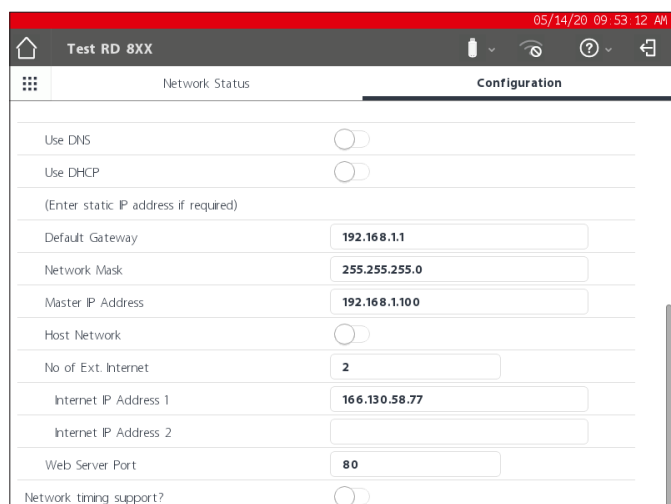 05/14/20 09:53:12 AM
Test RD 8XX
Network Status Configuration
Use DNS
Use DHCP
(Enter static IP address if required)
Default Gateway 192.168.1.1
Network Mask 255.255.255.0
Master IP Address 192.168.1.100
Host Network
No of Ext. Internet 2
Internet IP Address 1 166.130.58.77
Internet IP Address 2
Web Server Port 80
Network timing support?